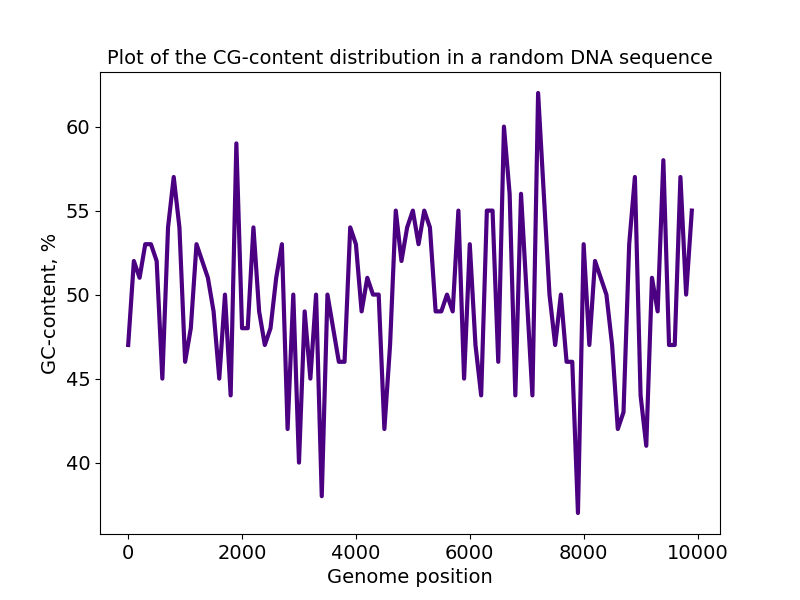 Plot of the CG-content distribution in a random DNA sequence
60
55
50
45
40
GC-content, %
0 2000 4000 6000 8000 10000
Genome position